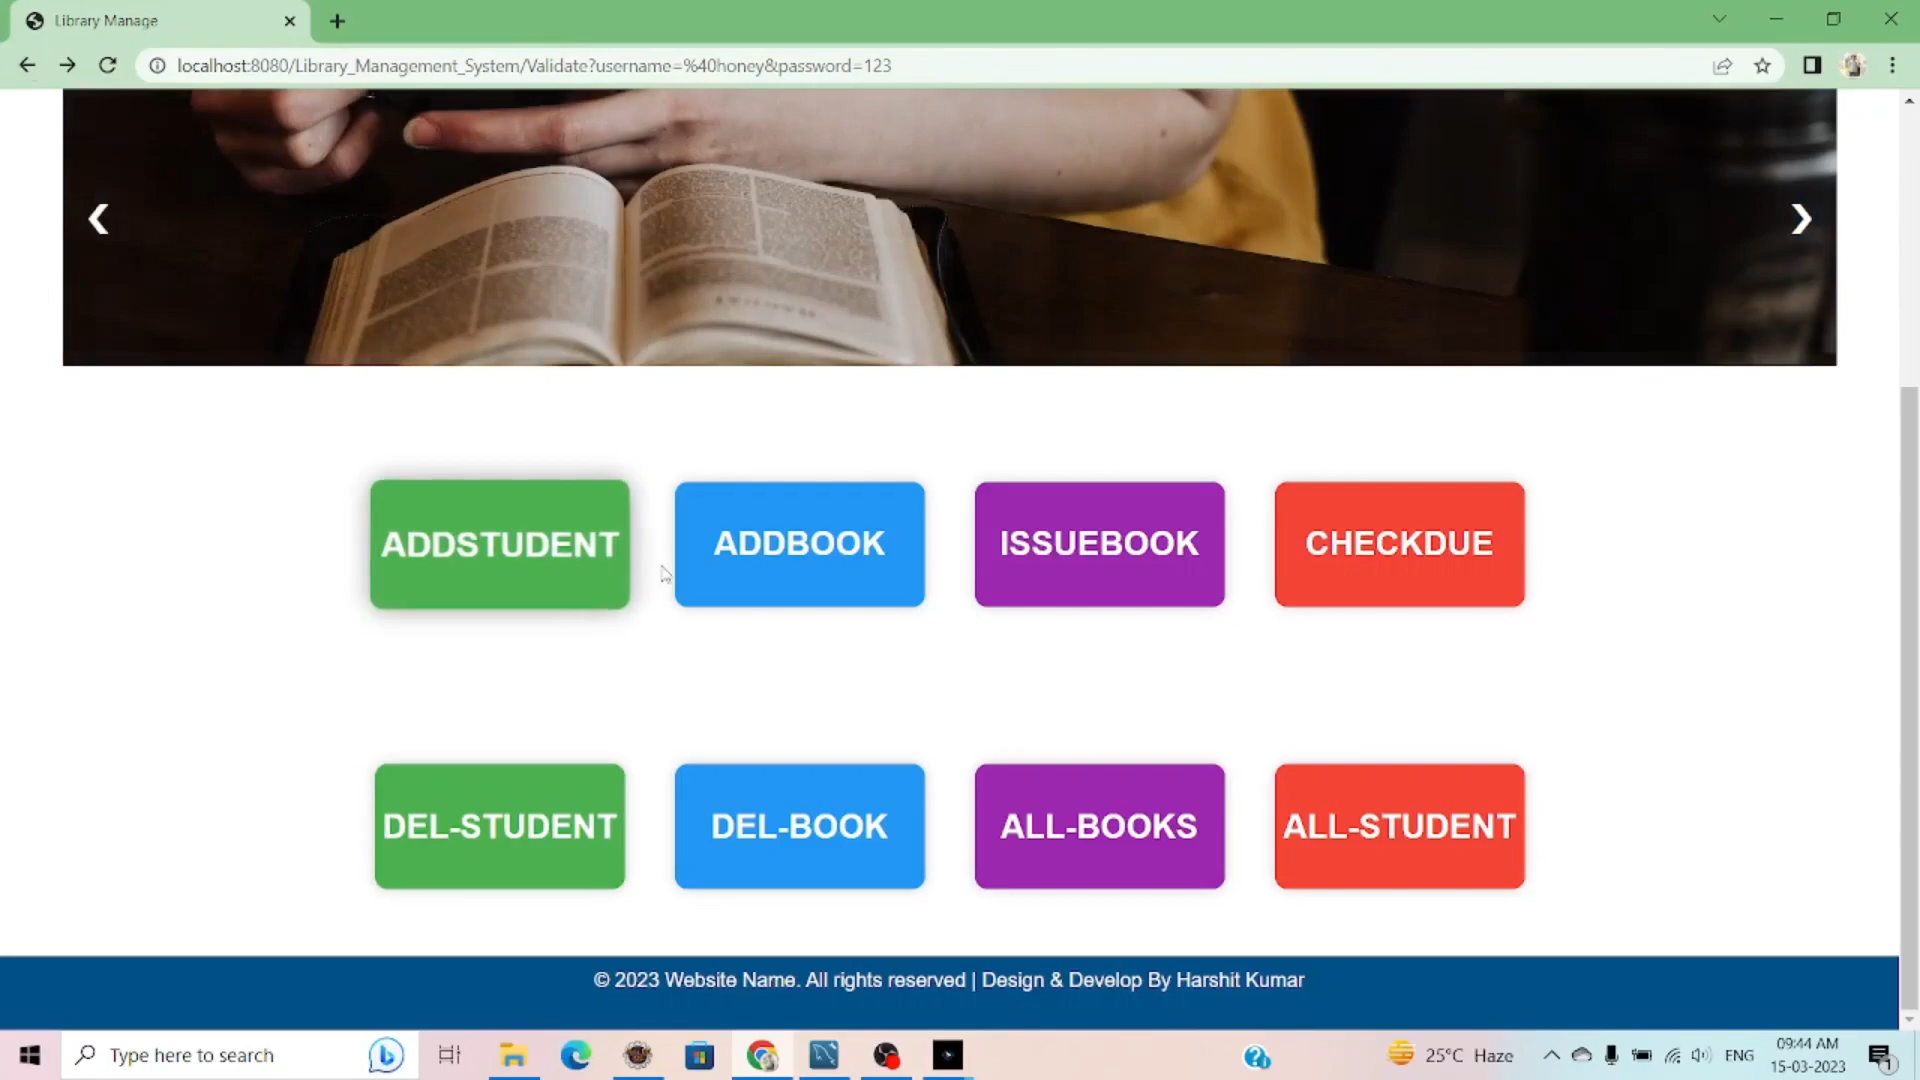 Library Manage
localhost:8080/Library_Management_System/Validate?username=%40honey&password=123
ADDSTUDENT ADDBOOK ISSUEBOOK CHECKDUE
DEL-STUDENT DEL-BOOK ALL-BOOKS ALL-STUDENT
© 2023 Website Name. All rights reserved | Design & Develop By Harshit Kumar
Type here to search
25°C Haze
ENG
09:44 AM
15-03-2023
1